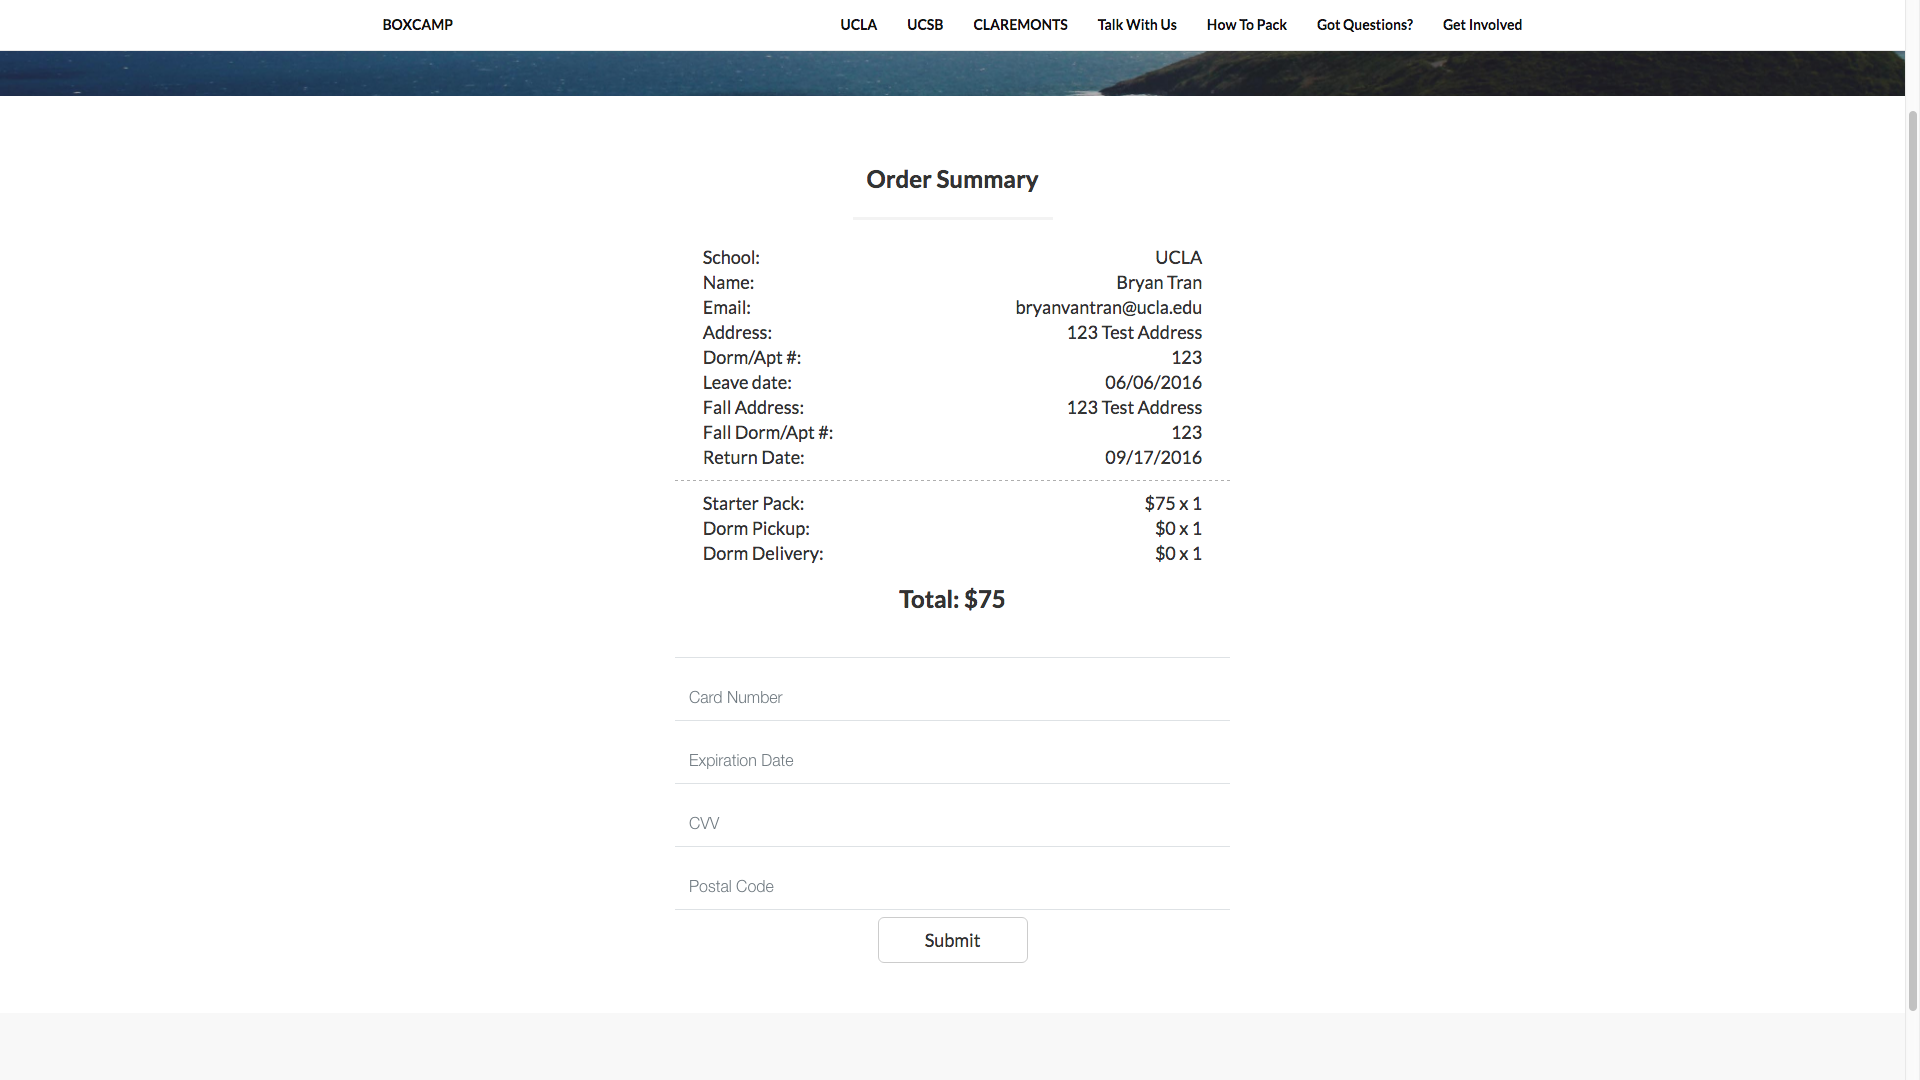 BOXCAMP UCLA UCSB CLAREMONTS Talk With Us How To Pack Got Questions? Get Involved
Order Summary
School: UCLA
Name: Bryan Tran
Email: bryanvantran@ucla.edu
Address: 123 Test Address
Dorm/Apt #: 123
Leave date: 06/06/2016
Fall Address: 123 Test Address
Fall Dorm/Apt #: 123
Return Date: 09/17/2016
Starter Pack: $75 x 1
Dorm Pickup: $0 x 1
Dorm Delivery: $0 x 1
Total: $75
Card Number
Expiration Date
CVV
Postal Code
Submit